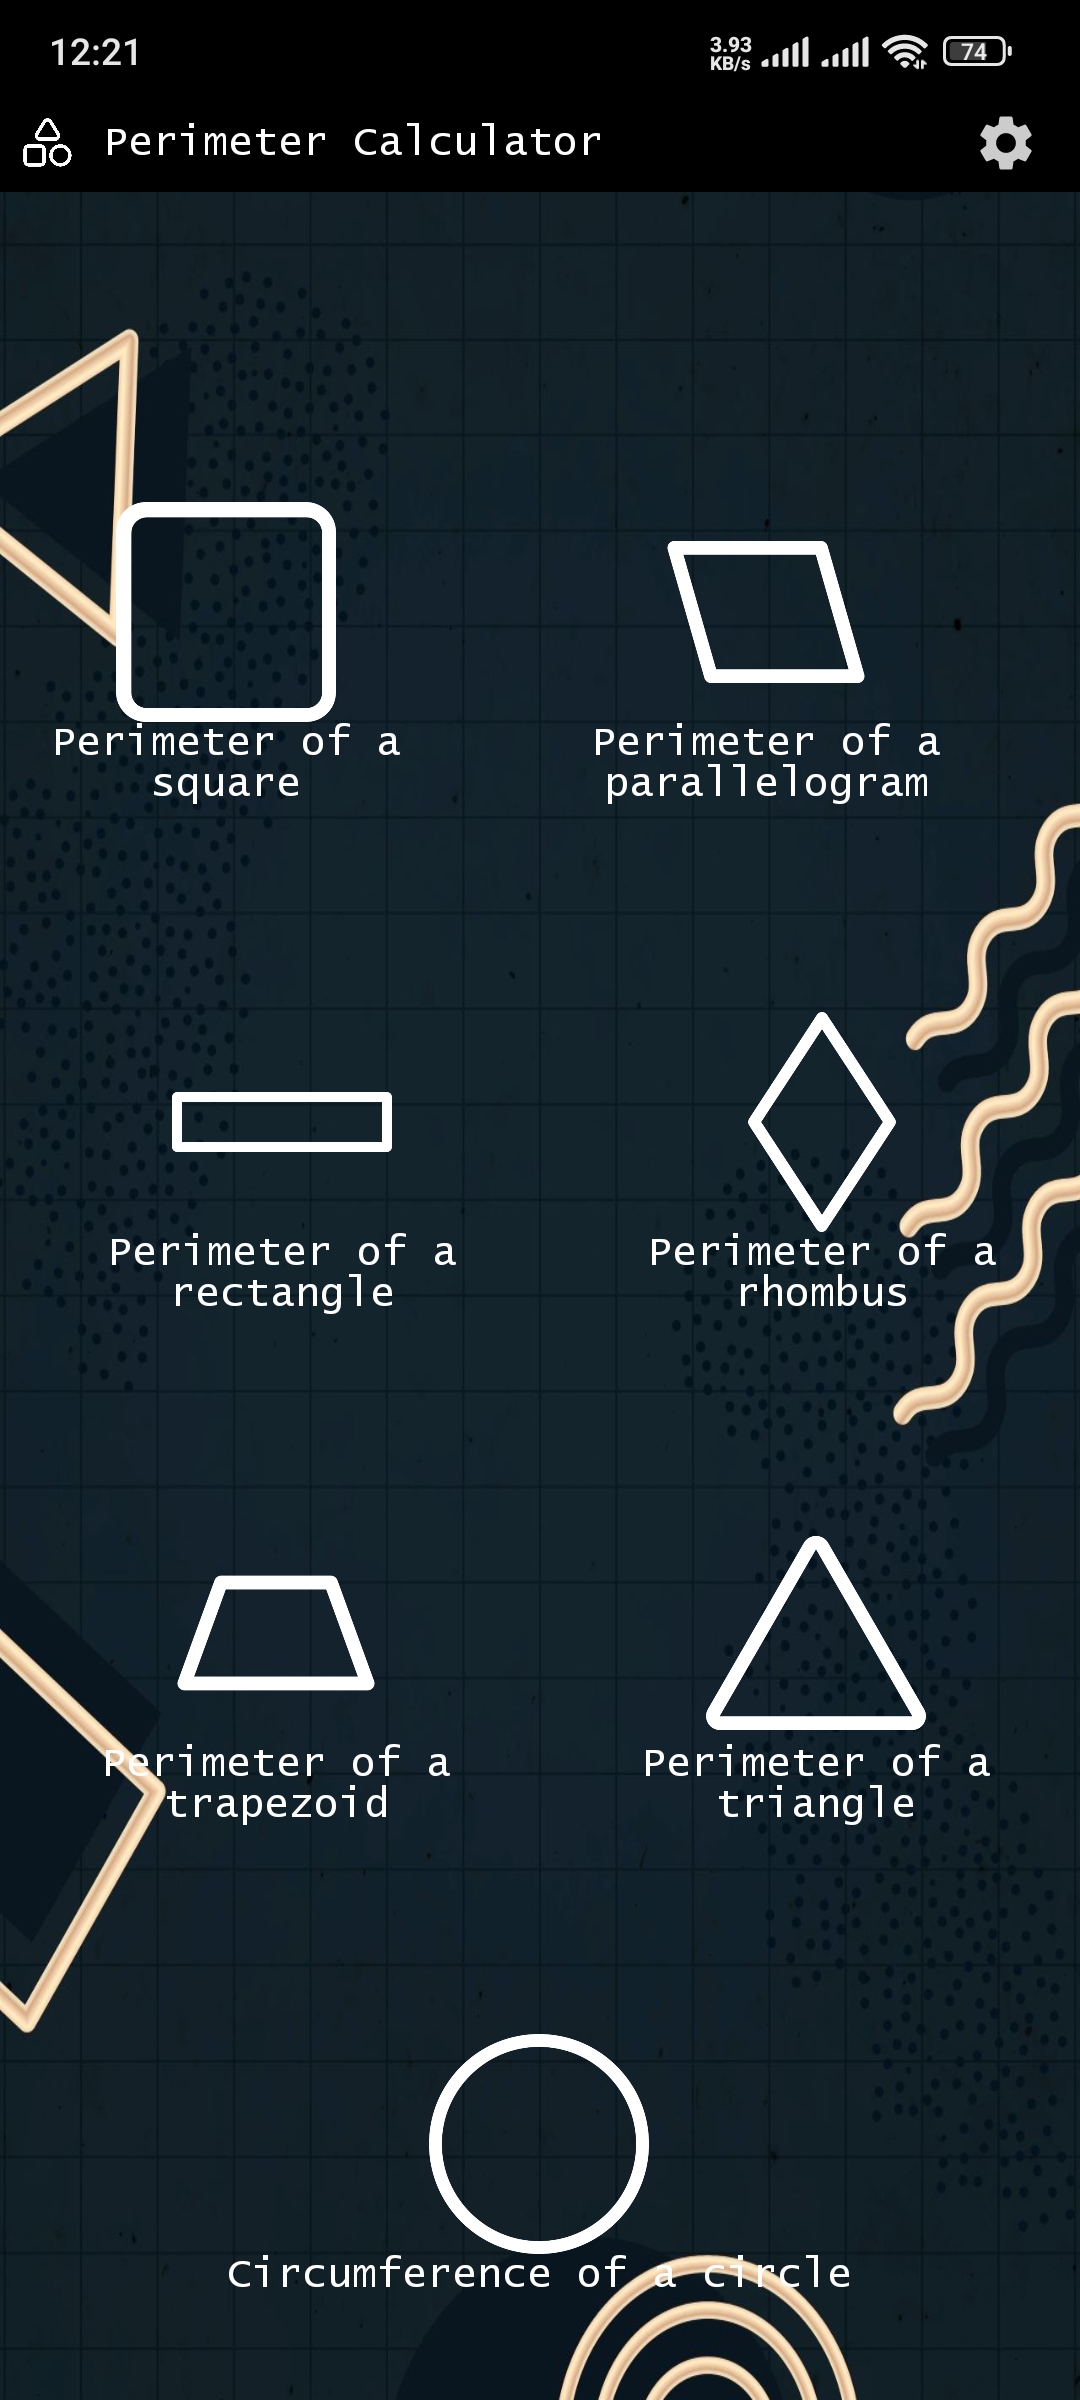 12:21
3.93
KB/s
74
Perimeter Calculator
Perimeter of a
square
Perimeter of a
parallelogram
Perimeter of a
rectangle
Perimeter of a
rhombus
Perimeter of a
trapezoid
Perimeter of a
triangle
Circumference of a circle